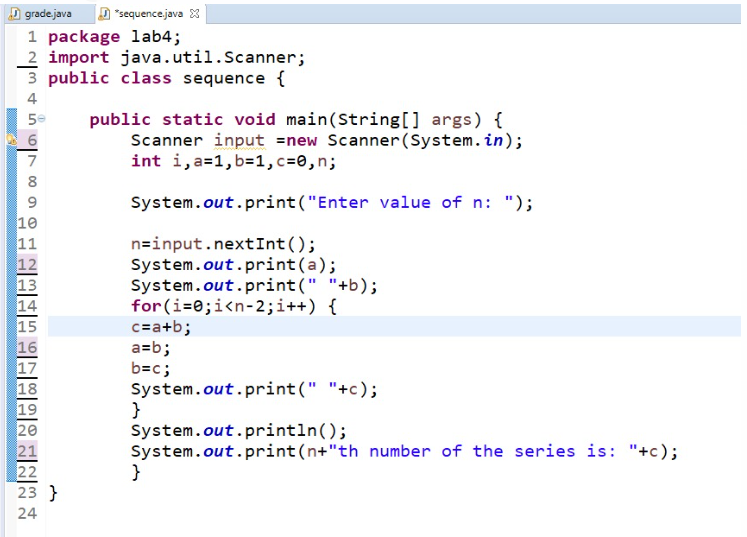 grade.java *sequence.java
1 package lab4;
2 import java.util.Scanner;
3 public class sequence {
4
5 public static void main(String[] args) {
6 Scanner input =new Scanner(System.in);
7 int i,a=1,b=1,c=0,n;
8
9 System.out.print("Enter value of n: ");
10
11 n=input.nextInt();
12 System.out.print(a);
13 System.out.print(" "+b);
14 for(i=0;i<n-2;i++) {
15 c=a+b;
16 a=b;
17 b=c;
18 System.out.print(" "+c);
19 }
20 System.out.println();
21 System.out.print(n+"th number of the series is: "+c);
22 }
23 }
24